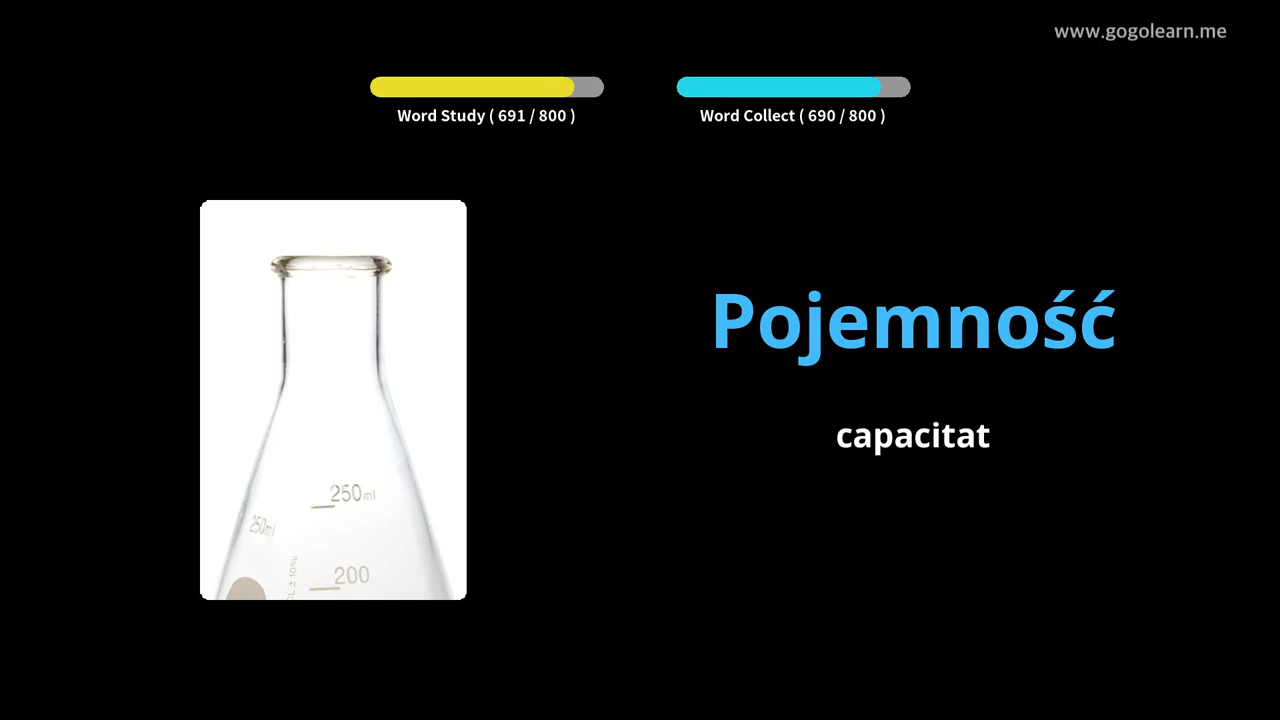 www.gogolearn.me
Word Study ( 691 / 800 )
Word Collect ( 690 / 800 )
Pojemność
capacitat
250ml
250ml
200